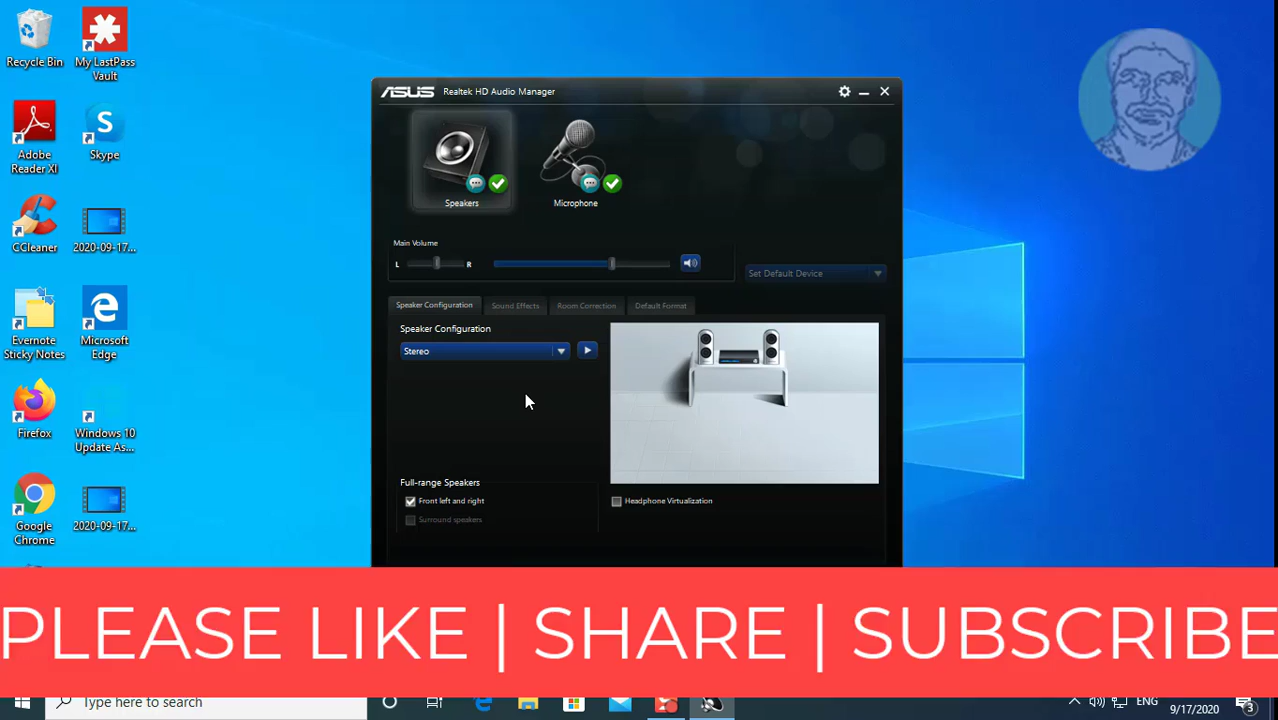 Recycle Bin
My LastPass
Vault
Adobe
Reader XI
Skype
CCleaner
2020-09-17...
Evernote
Sticky Notes
Microsoft
Edge
Firefox
Windows 10
Update As...
Google
Chrome
2020-09-17...
ASUS Realtek HD Audio Manager
Speakers
Microphone
Main Volume
L R
Set Default Device
Speaker Configuration Sound Effects Room Correction Default Format
Speaker Configuration
Stereo
Full-range Speakers
Front left and right
Surround speakers
Headphone Virtualization
PLEASE LIKE | SHARE | SUBSCRIBE
Type here to search
ENG
9/17/2020
3